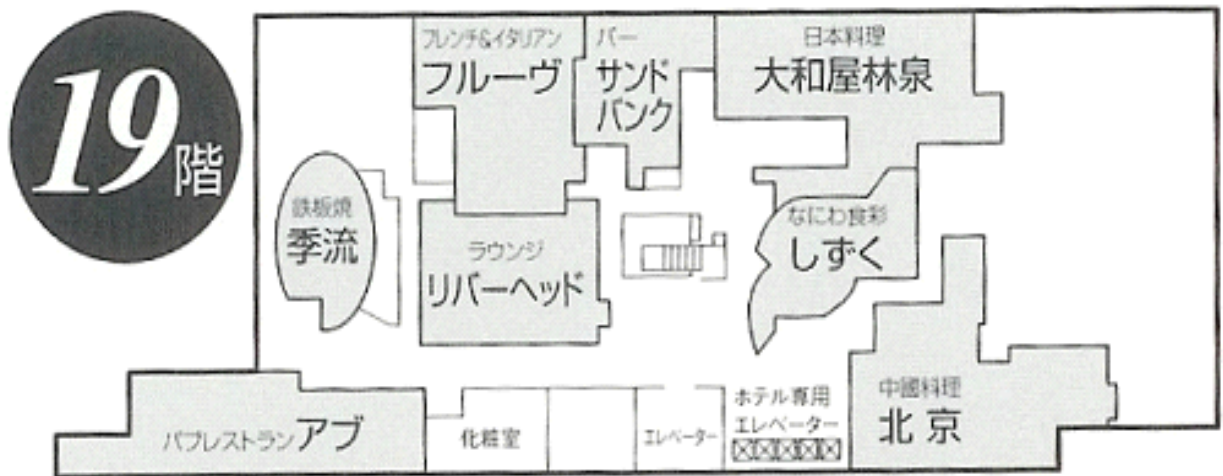 19階
フレンチ&イタリアン
フルーヴ
バー
サンド
バンク
日本料理
大和屋林泉
鉄板焼
季流
ラウンジ
リバーヘッド
なにわ食彩
しずく
中國料理
北京
パブレストラン アブ
化粧室
エレベーター
ホテル専用
エレベーター